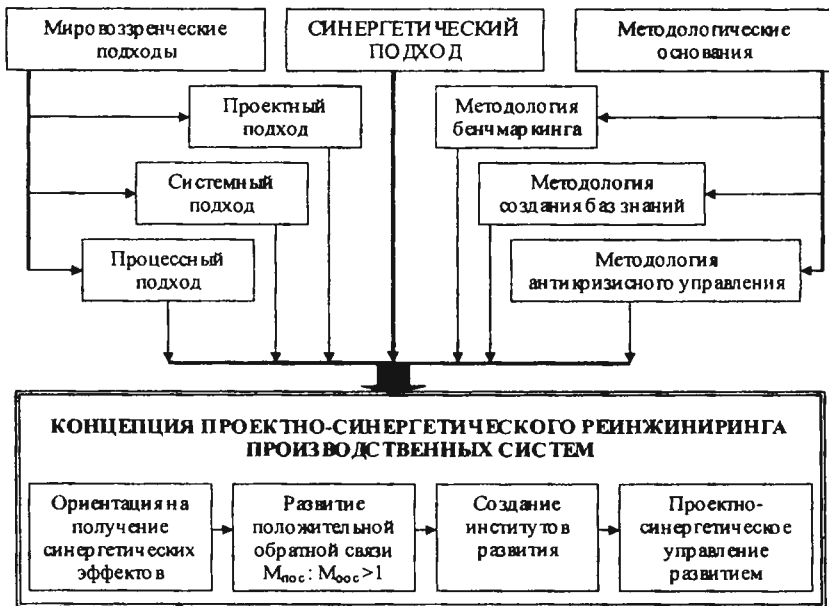 Мировоззренческие
подходы
СИНЕРГЕТИЧЕСКИЙ
ПОДХОД
Методологические
основания
Проектный
подход
Методология
бенчмаркинга
Системный
подход
Методология
создания баз знаний
Процессный
подход
Методология
антикризисного управления
КОНЦЕПЦИЯ ПРОЕКТНО-СИНЕРГЕТИЧЕСКОГО РЕИНЖИНИРИНГА
ПРОИЗВОДСТВЕННЫХ СИСТЕМ
Ориентация на
получение
синергетических
эффектов
Развитие
положительной
обратной связи
Мпос : Моос>1
Создание
институтов
развития
Проектно-
синергетическое
управление
развитием